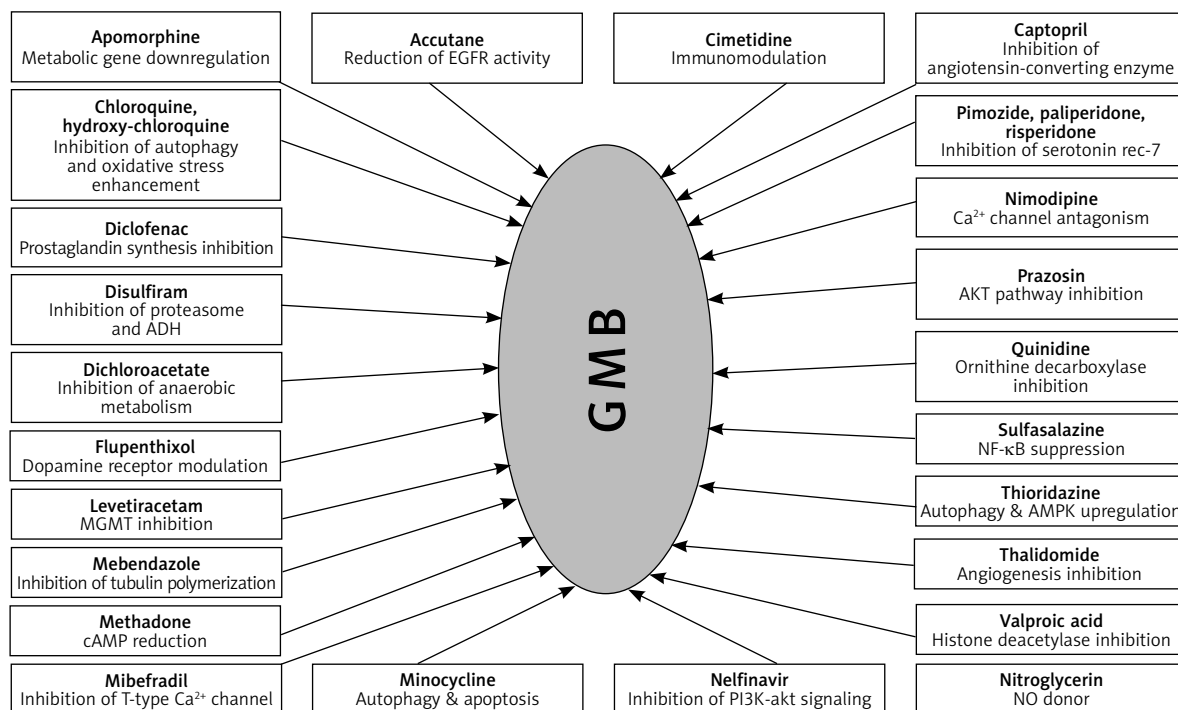 Apomorphine
Metabolic gene downregulation
Accutane
Reduction of EGFR activity
Cimetidine
Immunomodulation
Captopril
Inhibition of
angiotensin-converting enzyme
Chloroquine,
hydroxy-chloroquine
Inhibition of autophagy
and oxidative stress
enhancement
Pimozide, paliperidone,
risperidone
Inhibition of serotonin rec-7
Diclofenac
Prostaglandin synthesis inhibition
Nimodipine
Ca²⁺ channel antagonism
Disulfiram
Inhibition of proteasome
and ADH
Prazosin
AKT pathway inhibition
GMB
Dichloroacetate
Inhibition of anaerobic
metabolism
Quinidine
Ornithine decarboxylase
inhibition
Flupenthixol
Dopamine receptor modulation
Sulfasalazine
NF-κB suppression
Levetiracetam
MGMT inhibition
Thioridazine
Autophagy & AMPK upregulation
Mebendazole
Inhibition of tubulin polymerization
Thalidomide
Angiogenesis inhibition
Methadone
cAMP reduction
Valproic acid
Histone deacetylase inhibition
Mibefradil
Inhibition of T-type Ca²⁺ channel
Minocycline
Autophagy & apoptosis
Nelfinavir
Inhibition of PI3K-akt signaling
Nitroglycerin
NO donor